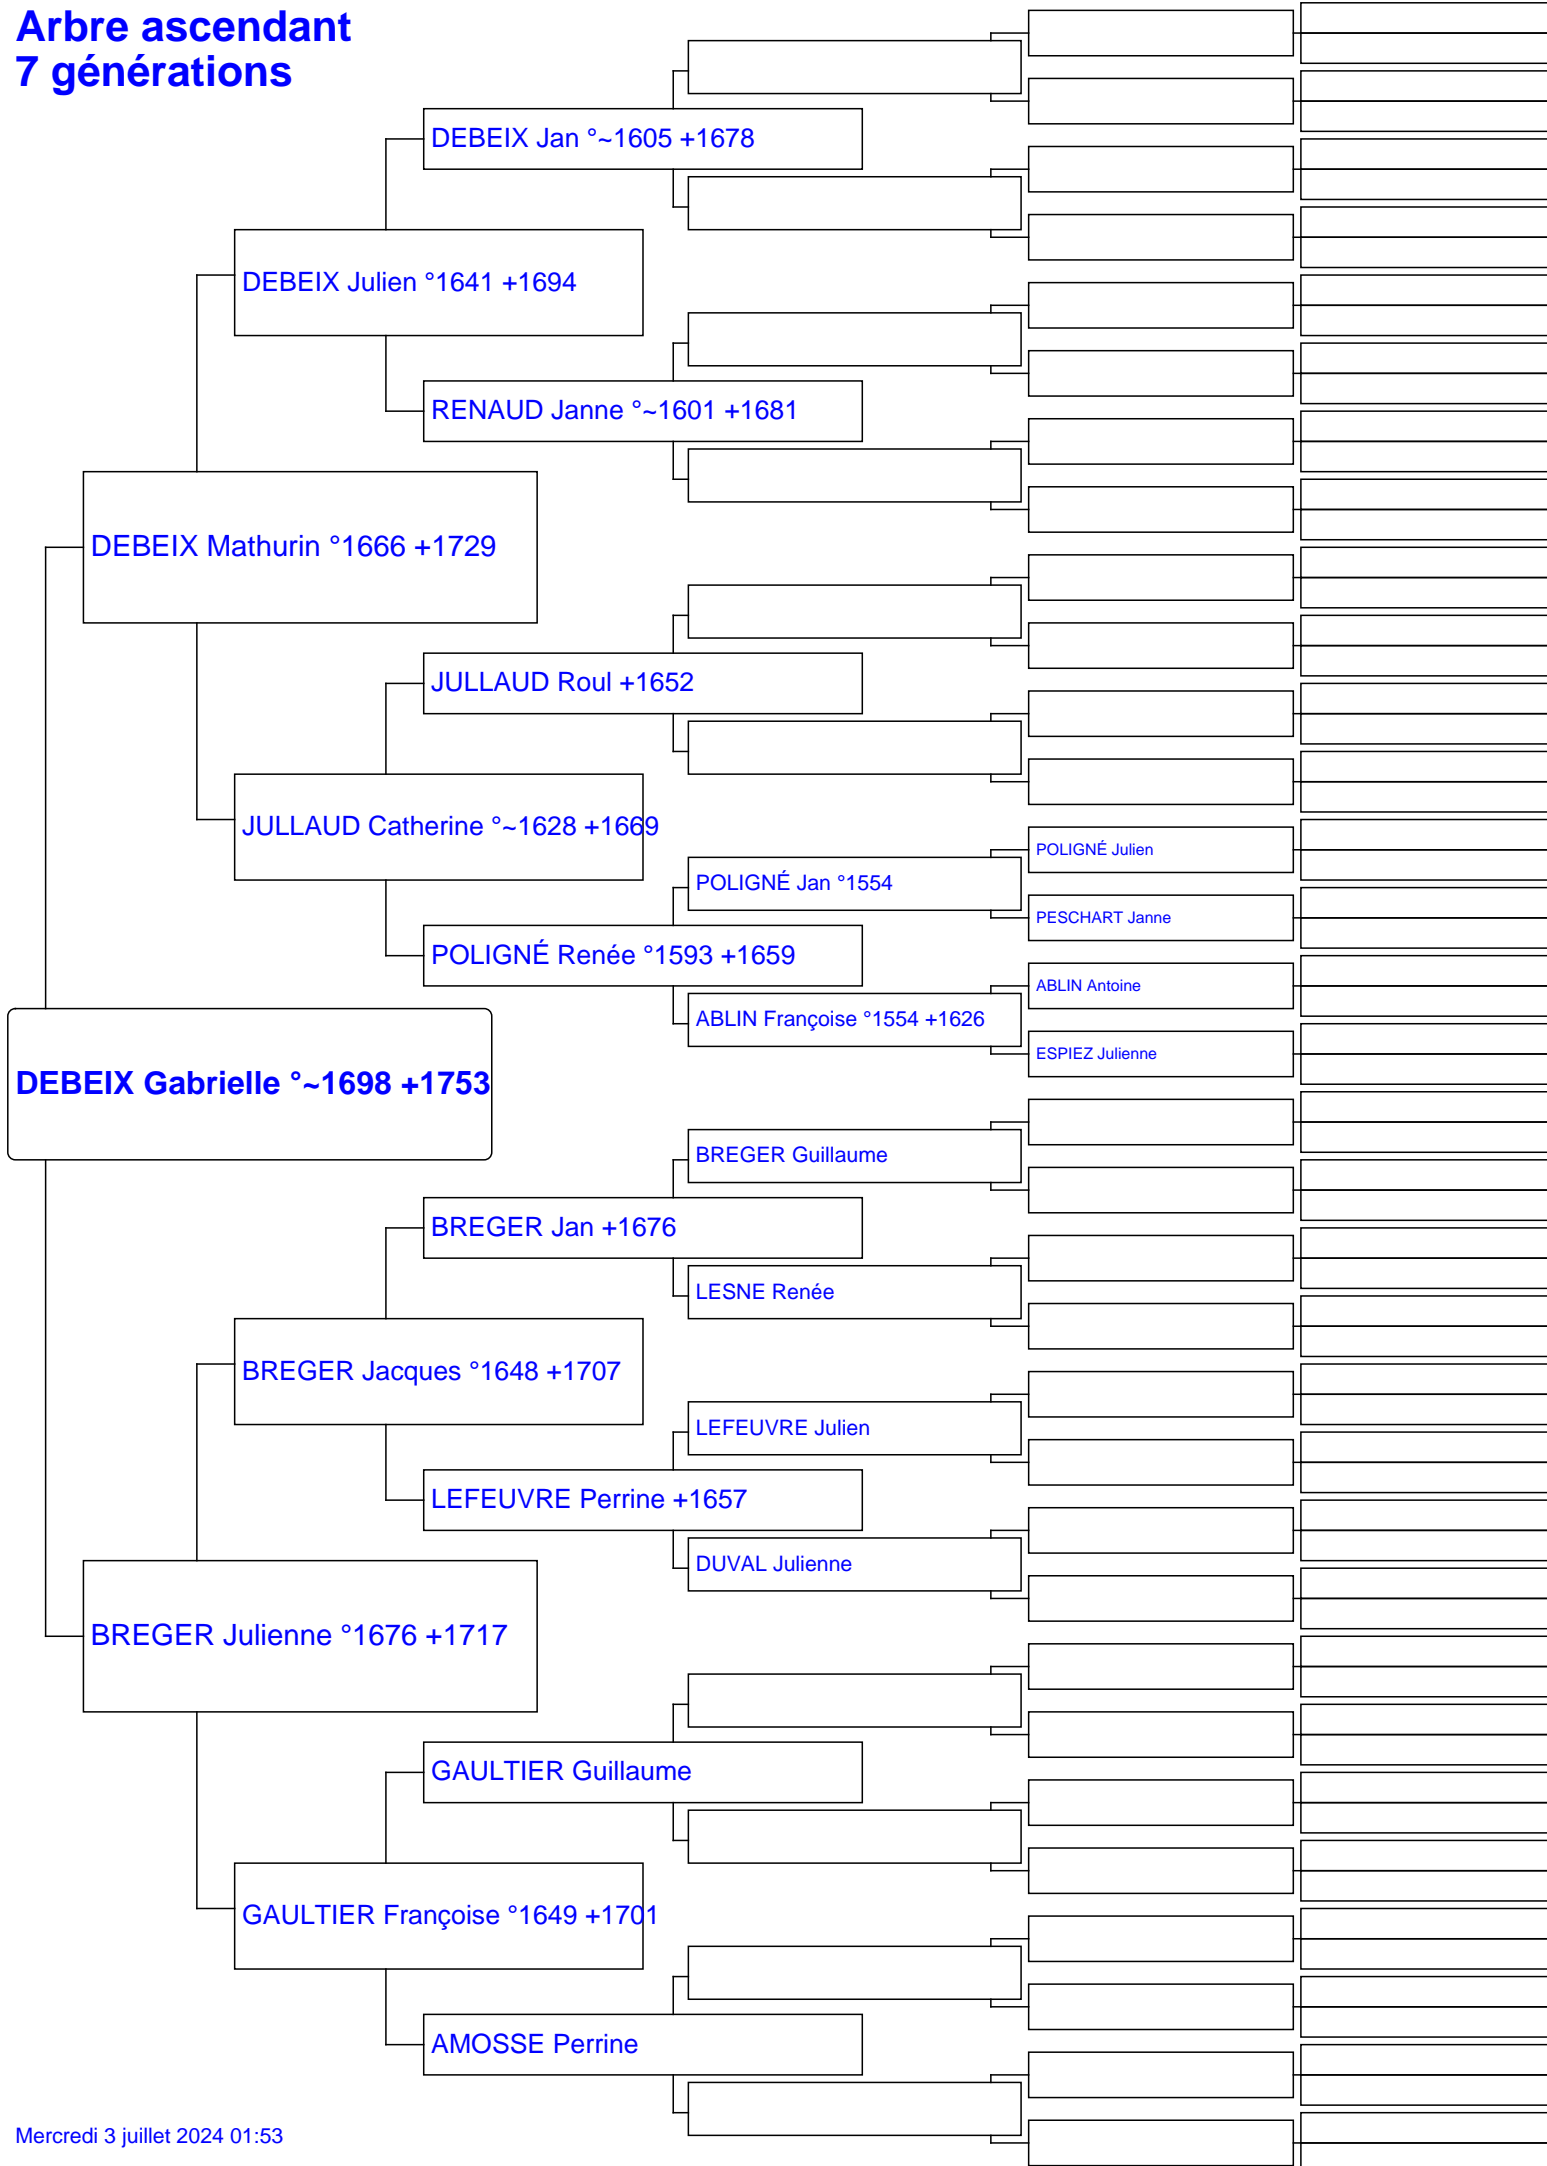 Arbre ascendant
7 générations
DEBEIX Jan °~1605 +1678
DEBEIX Julien °1641 +1694
RENAUD Janne °~1601 +1681
DEBEIX Mathurin °1666 +1729
JULLAUD Roul +1652
JULLAUD Catherine °~1628 +1669
POLIGNÉ Julien
POLIGNÉ Jan °1554
PESCHART Janne
POLIGNÉ Renée °1593 +1659
ABLIN Antoine
ABLIN Françoise °1554 +1626
ESPIEZ Julienne
DEBEIX Gabrielle °~1698 +1753
BREGER Guillaume
BREGER Jan +1676
LESNE Renée
BREGER Jacques °1648 +1707
LEFEUVRE Julien
LEFEUVRE Perrine +1657
DUVAL Julienne
BREGER Julienne °1676 +1717
GAULTIER Guillaume
GAULTIER Françoise °1649 +1701
AMOSSE Perrine
Mercredi 3 juillet 2024 01:53